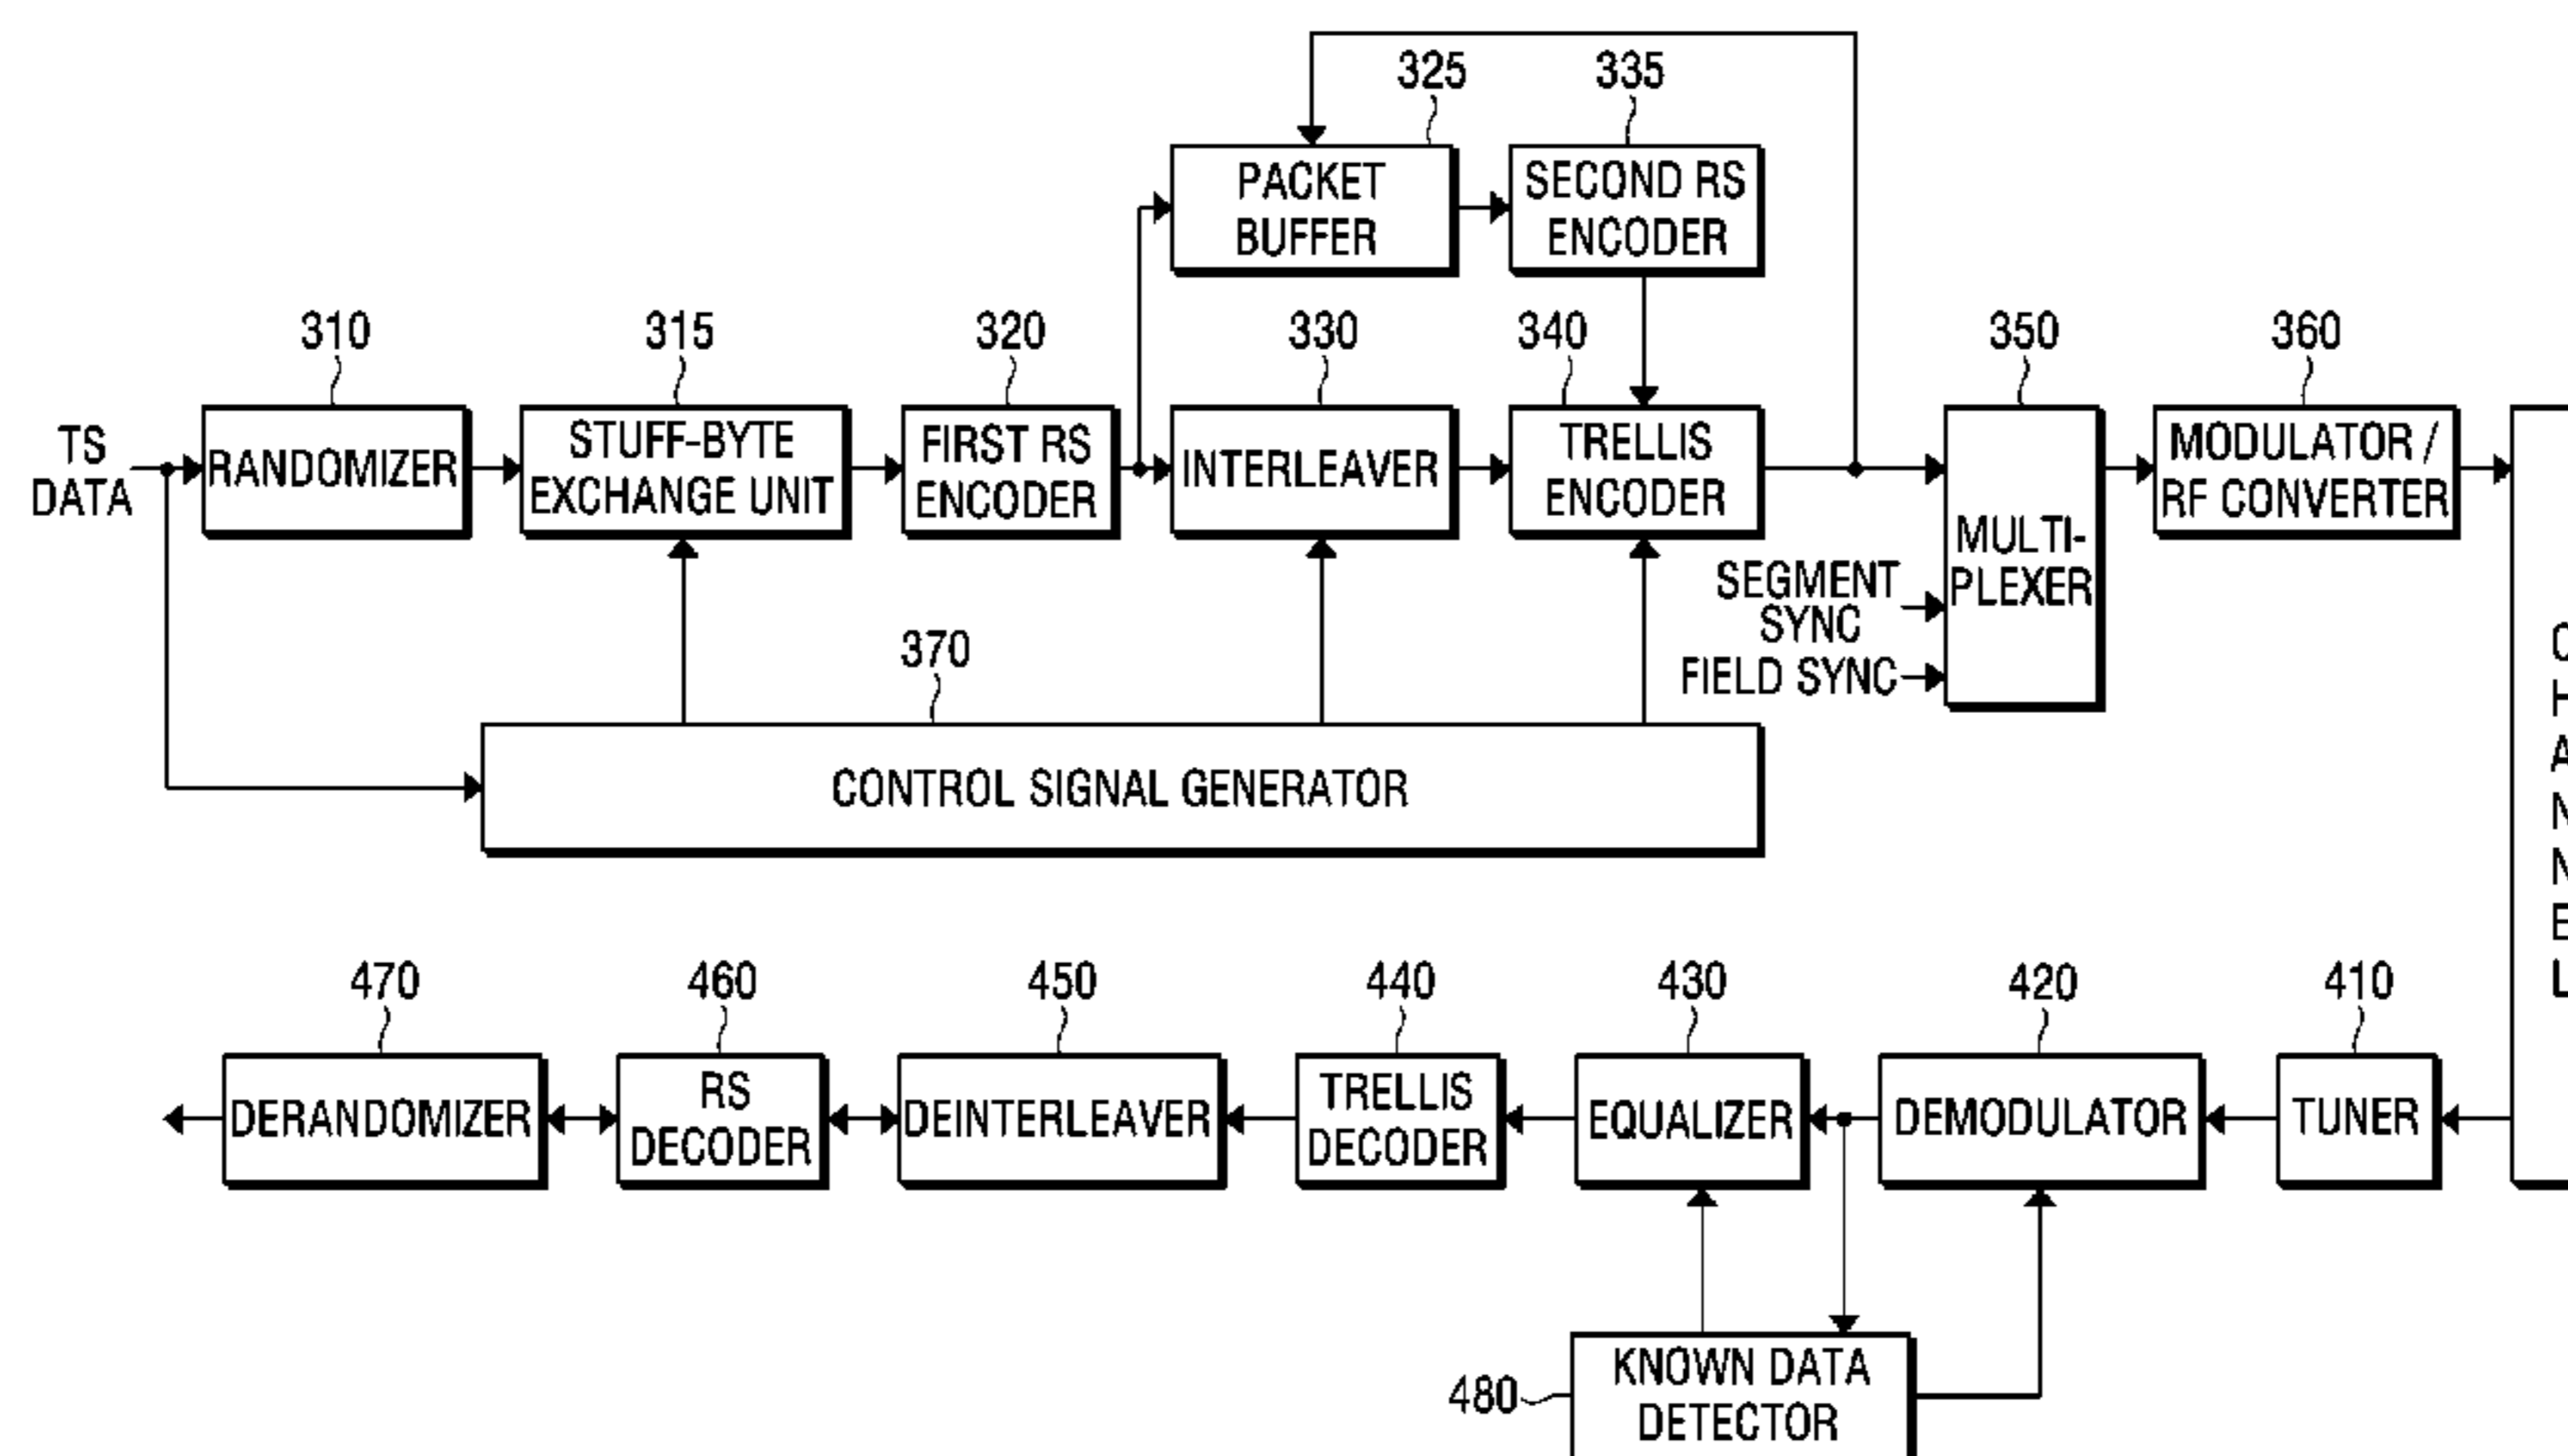 325
335
PACKET
BUFFER
SECOND RS
ENCODER
310
315
320
330
340
350
360
TS
DATA
RANDOMIZER
STUFF-BYTE
EXCHANGE UNIT
FIRST RS
ENCODER
INTERLEAVER
TRELLIS
ENCODER
MULTI-
PLEXER
MODULATOR /
RF CONVERTER
SEGMENT
SYNC
FIELD SYNC
370
CONTROL SIGNAL GENERATOR
C
H
A
N
N
E
L
470
460
450
440
430
420
410
DERANDOMIZER
RS
DECODER
DEINTERLEAVER
TRELLIS
DECODER
EQUALIZER
DEMODULATOR
TUNER
480
KNOWN DATA
DETECTOR